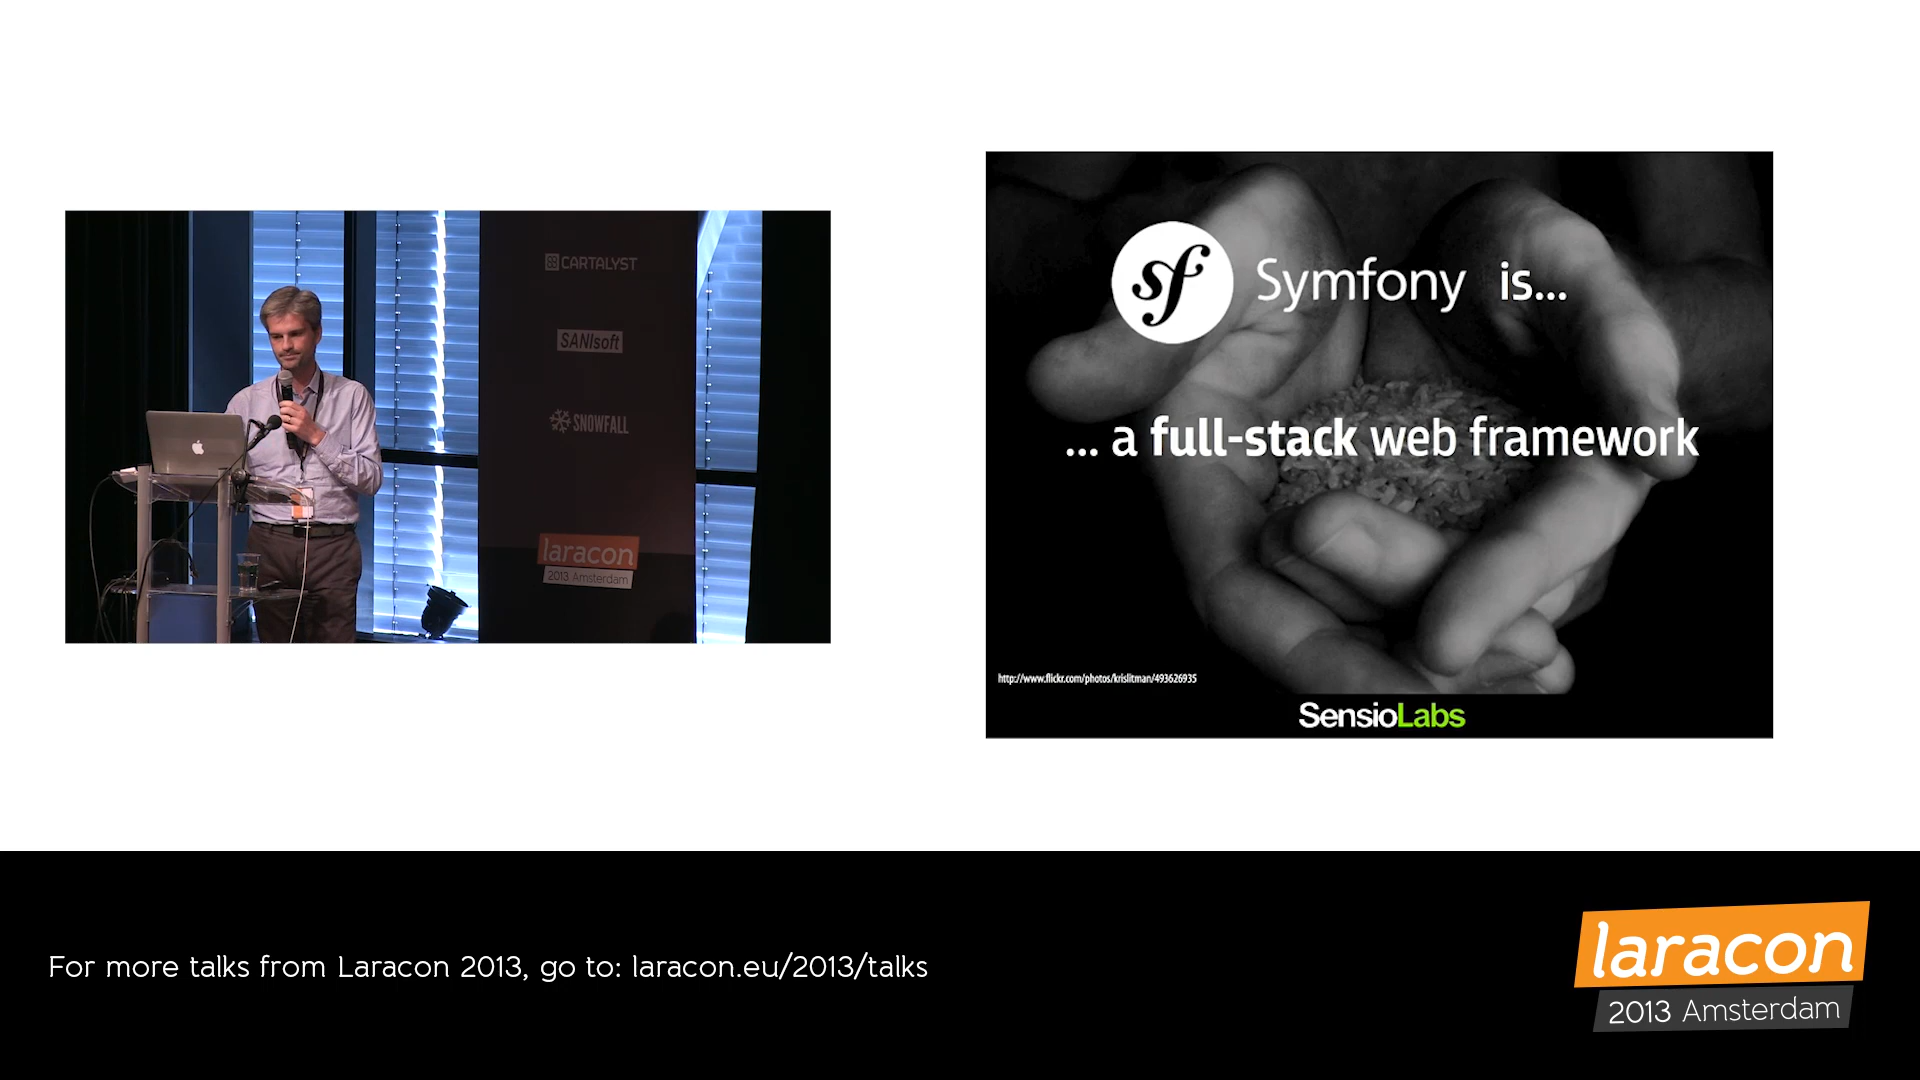 CARTALYST
SANIsoft
SNOWFALL
laracon
2013 Amsterdam
sf Symfony is...
... a full-stack web framework
http://www.flickr.com/photos/krislitman/493626935
SensioLabs
For more talks from Laracon 2013, go to: laracon.eu/2013/talks
laracon
2013 Amsterdam